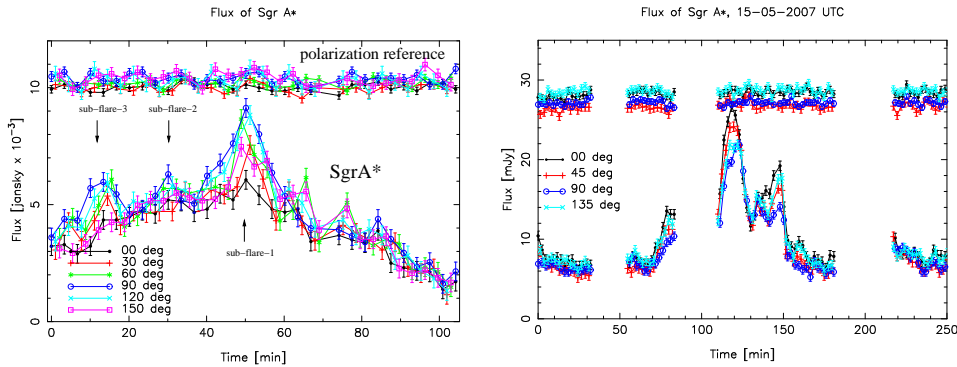 Flux of Sgr A*
polarization reference
sub-flare-3
sub-flare-2
SgrA*
sub-flare-1
00 deg
30 deg
60 deg
90 deg
120 deg
150 deg
0
5
10
Flux [jansky x 10⁻³]
0 20 40 60 80 100
Time [min]
Flux of Sgr A*, 15-05-2007 UTC
00 deg
45 deg
90 deg
135 deg
0
10
20
30
Flux [mJy]
0 50 100 150 200 250
Time [min]